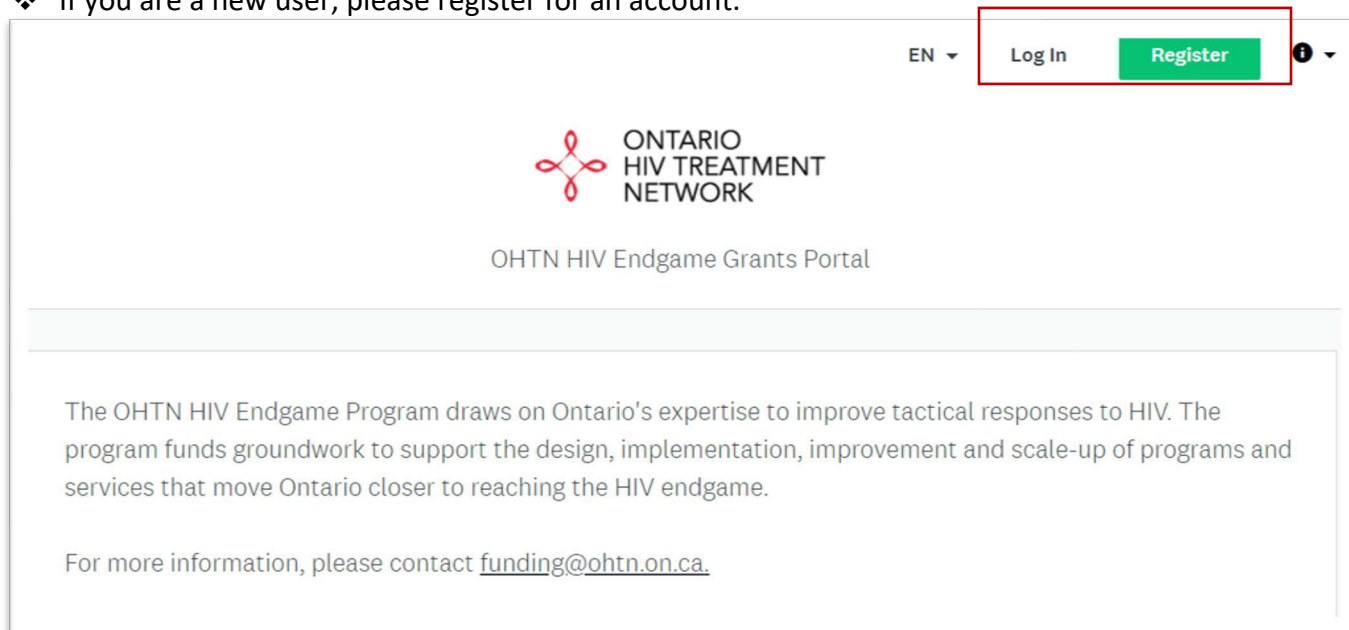 ❖ If you are a new user, please register for an account.
EN Log In Register
ONTARIO
HIV TREATMENT
NETWORK
OHTN HIV Endgame Grants Portal
The OHTN HIV Endgame Program draws on Ontario's expertise to improve tactical responses to HIV. The
program funds groundwork to support the design, implementation, improvement and scale-up of programs and
services that move Ontario closer to reaching the HIV endgame.
For more information, please contact funding@ohtn.on.ca.